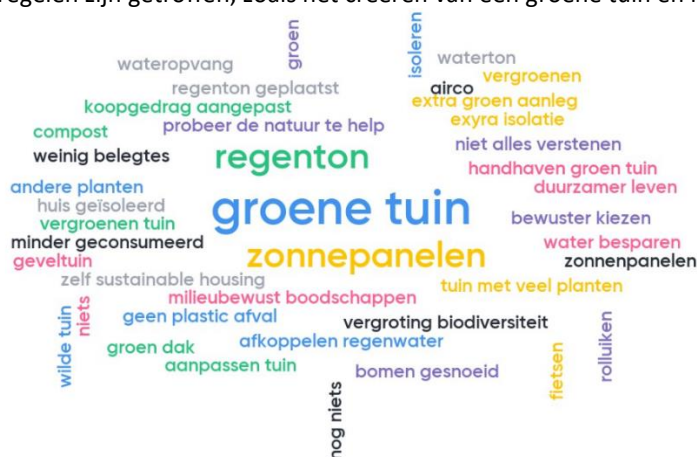 groen
isoleren
waterton
wateropvang
vergroenen
regenton geplaatst
airco
extra groen aanleg
koopgedrag aangepast
exyra isolatie
compost
probeer de natuur te help
niet alles verstenen
weinig belegtes
regenton
handhaven groen tuin
andere planten
duurzamer leven
huis geïsoleerd
groene tuin
bewuster kiezen
vergroenen tuin
minder geconsumeerd
water besparen
geveltuin
zonnepanelen
zonnenpanelen
zelf sustainable housing
tuin met veel planten
niets
milieubewust boodschappen
wilde tuin
geen plastic afval
vergroting biodiversiteit
rolluiken
groen dak
afkoppelen regenwater
fietsen
aanpassen tuin
bomen gesnoeid
nog niets